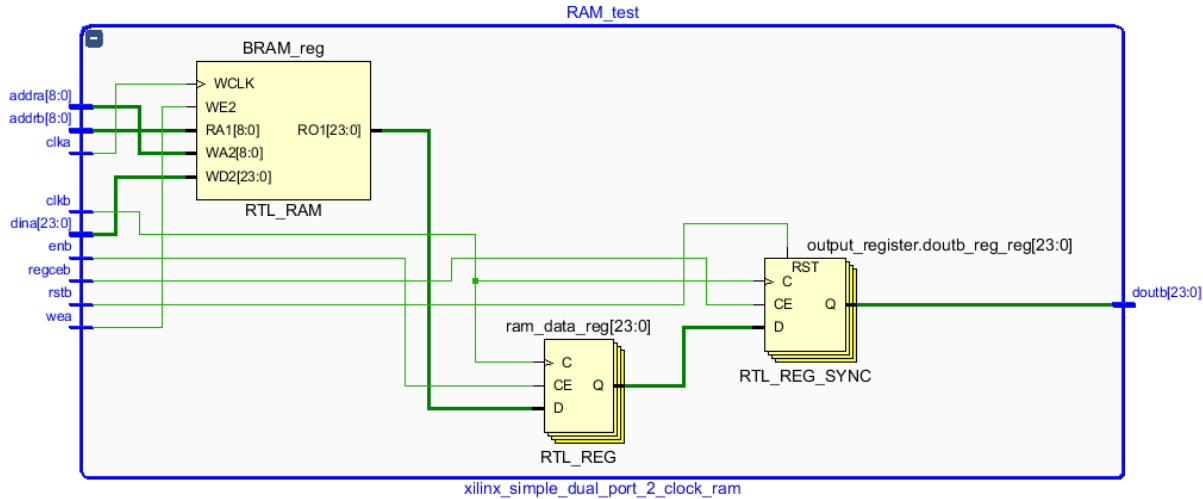 RAM_test
BRAM_reg
WCLK
WE2
RA1[8:0]
RO1[23:0]
WA2[8:0]
WD2[23:0]
RTL_RAM
addra[8:0]
addrb[8:0]
clka
clkb
dina[23:0]
enb
regceb
rstb
wea
output_register.doutb_reg_reg[23:0]
RST
C
CE
Q
D
RTL_REG_SYNC
doutb[23:0]
ram_data_reg[23:0]
C
CE
Q
D
RTL_REG
xilinx_simple_dual_port_2_clock_ram